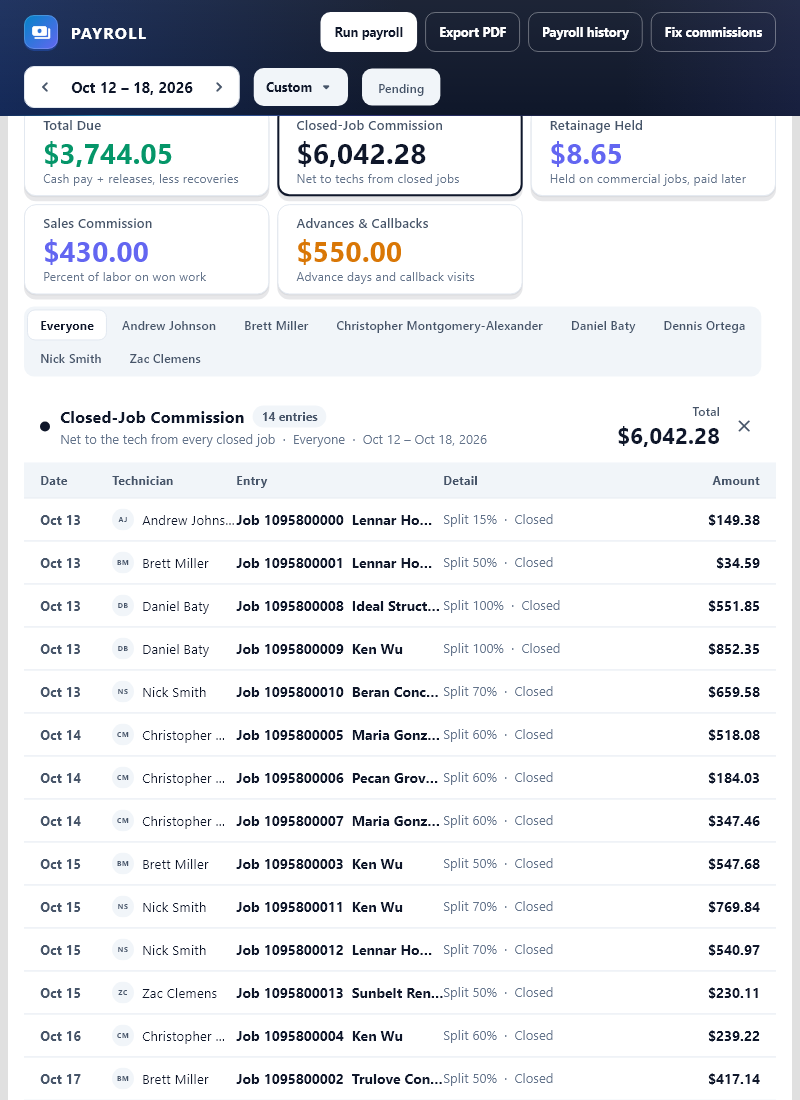 PAYROLL
Run payroll
Export PDF
Payroll history
Fix commissions
Oct 12 – 18, 2026
Custom
Pending
Total Due
$3,744.05
Cash pay + releases, less recoveries
Closed-Job Commission
$6,042.28
Net to techs from closed jobs
Retainage Held
$8.65
Held on commercial jobs, paid later
Sales Commission
$430.00
Percent of labor on won work
Advances & Callbacks
$550.00
Advance days and callback visits
Everyone Andrew Johnson Brett Miller Christopher Montgomery-Alexander Daniel Baty Dennis Ortega
Nick Smith Zac Clemens
Closed-Job Commission 14 entries
Net to the tech from every closed job · Everyone · Oct 12 – Oct 18, 2026
Total
$6,042.28
Date Technician Entry Detail Amount
Oct 13 AJ Andrew Johns... Job 1095800000 Lennar Ho... Split 15% · Closed $149.38
Oct 13 BM Brett Miller Job 1095800001 Lennar Ho... Split 50% · Closed $34.59
Oct 13 DB Daniel Baty Job 1095800008 Ideal Struct... Split 100% · Closed $551.85
Oct 13 DB Daniel Baty Job 1095800009 Ken Wu Split 100% · Closed $852.35
Oct 13 NS Nick Smith Job 1095800010 Beran Conc... Split 70% · Closed $659.58
Oct 14 CM Christopher ... Job 1095800005 Maria Gonz... Split 60% · Closed $518.08
Oct 14 CM Christopher ... Job 1095800006 Pecan Grov... Split 60% · Closed $184.03
Oct 14 CM Christopher ... Job 1095800007 Maria Gonz... Split 60% · Closed $347.46
Oct 15 BM Brett Miller Job 1095800003 Ken Wu Split 50% · Closed $547.68
Oct 15 NS Nick Smith Job 1095800011 Ken Wu Split 70% · Closed $769.84
Oct 15 NS Nick Smith Job 1095800012 Lennar Ho... Split 70% · Closed $540.97
Oct 15 ZC Zac Clemens Job 1095800013 Sunbelt Ren... Split 50% · Closed $230.11
Oct 16 CM Christopher ... Job 1095800004 Ken Wu Split 60% · Closed $239.22
Oct 17 BM Brett Miller Job 1095800002 Trulove Con... Split 50% · Closed $417.14